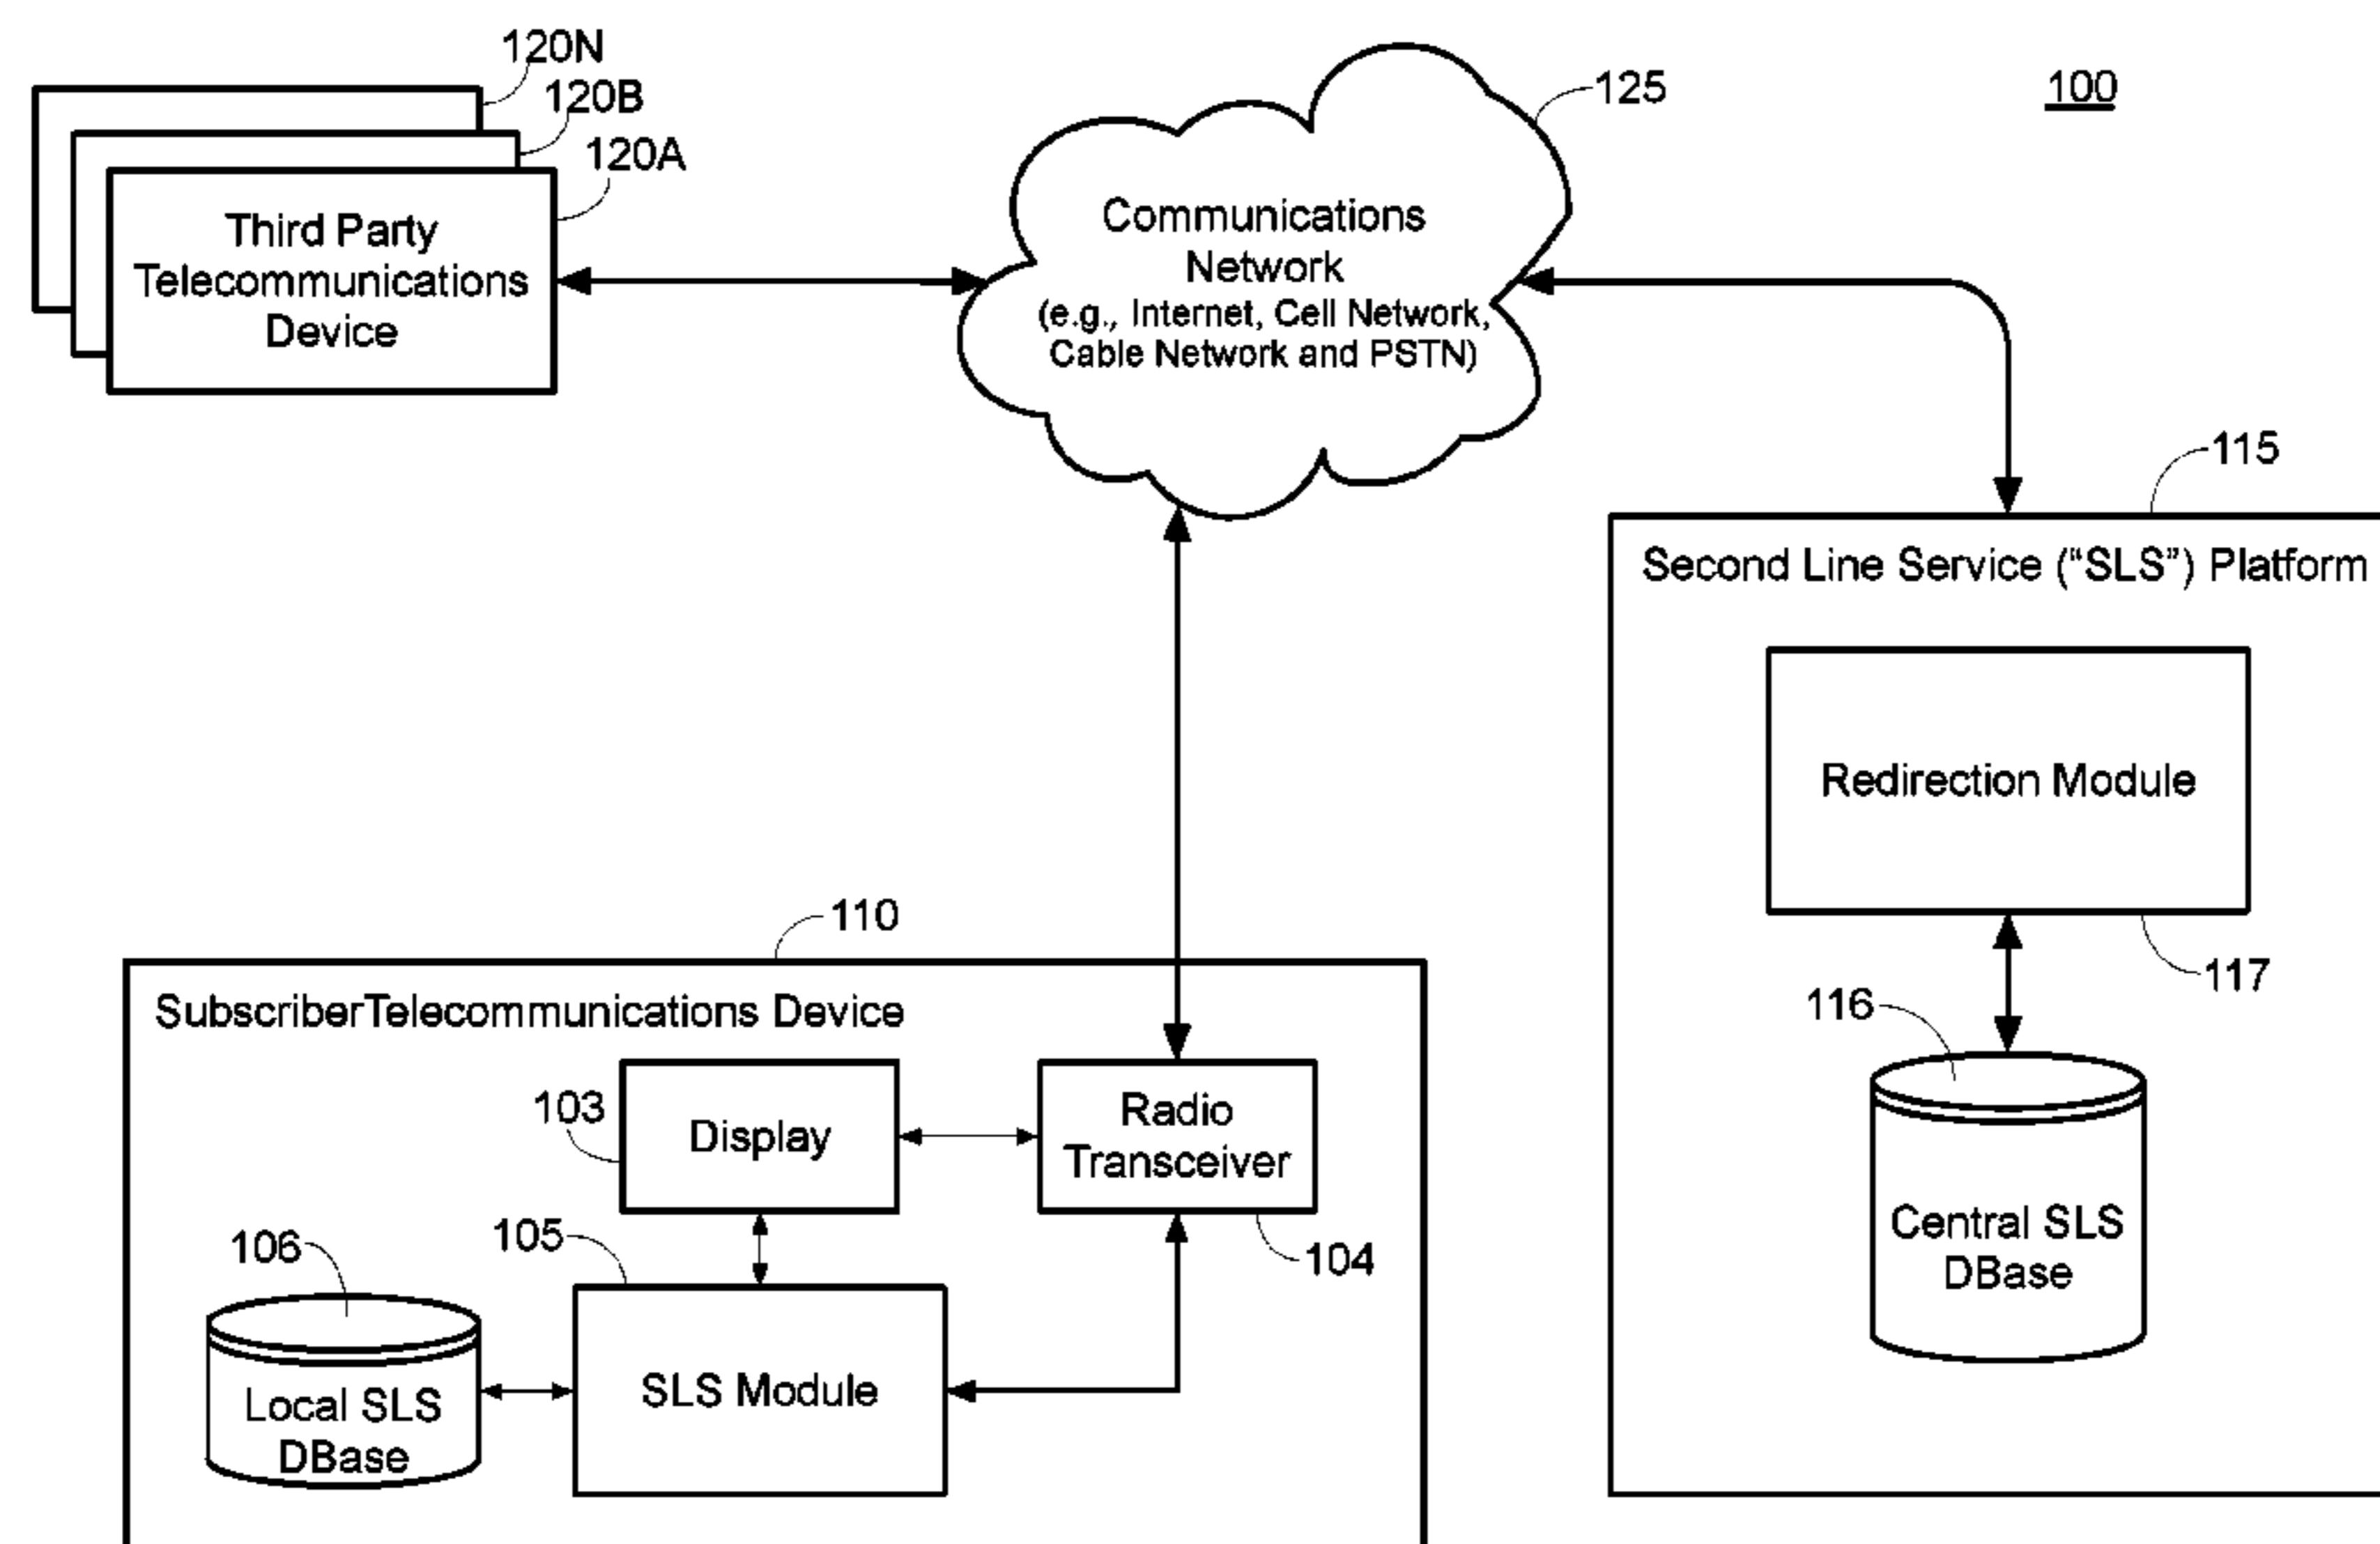 120N
120B
120A
125
100
Third Party
Telecommunications
Device
Communications
Network
(e.g., Internet, Cell Network,
Cable Network and PSTN)
115
Second Line Service (“SLS”) Platform
Redirection Module
117
116
Central SLS
DBase
110
SubscriberTelecommunications Device
103
Display
Radio
Transceiver
104
105
106
SLS Module
Local SLS
DBase